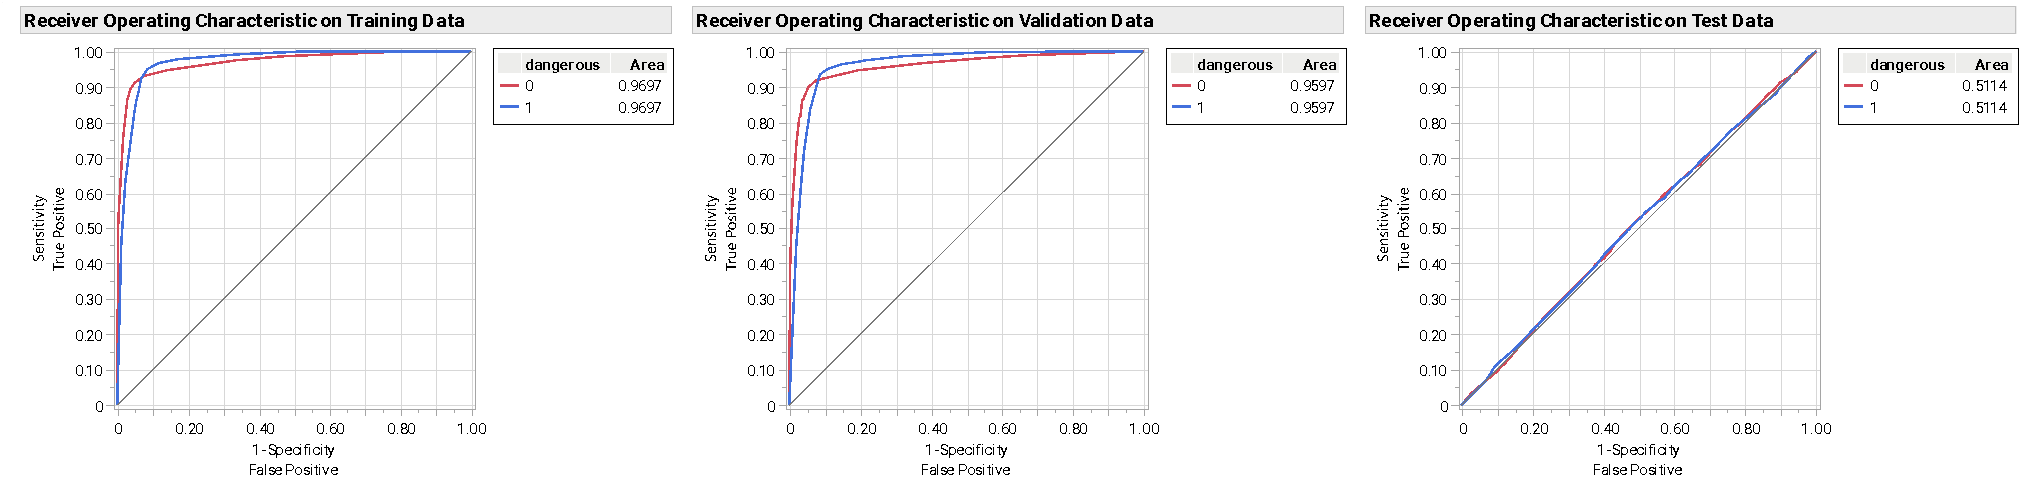 Receiver Operating Characteristic on Training Data
1.00
0.90
0.80
0.70
0.60
0.50
0.40
0.30
0.20
0.10
0
Sensitivity
True Positive
0 0.20 0.40 0.60 0.80 1.00
1-Specificity
False Positive
dangerous Area
0 0.9697
1 0.9697
Receiver Operating Characteristic on Validation Data
1.00
0.90
0.80
0.70
0.60
0.50
0.40
0.30
0.20
0.10
0
Sensitivity
True Positive
0 0.20 0.40 0.60 0.80 1.00
1-Specificity
False Positive
dangerous Area
0 0.9597
1 0.9597
Receiver Operating Characteristic on Test Data
1.00
0.90
0.80
0.70
0.60
0.50
0.40
0.30
0.20
0.10
0
Sensitivity
True Positive
0 0.20 0.40 0.60 0.80 1.00
1-Specificity
False Positive
dangerous Area
0 0.5114
1 0.5114